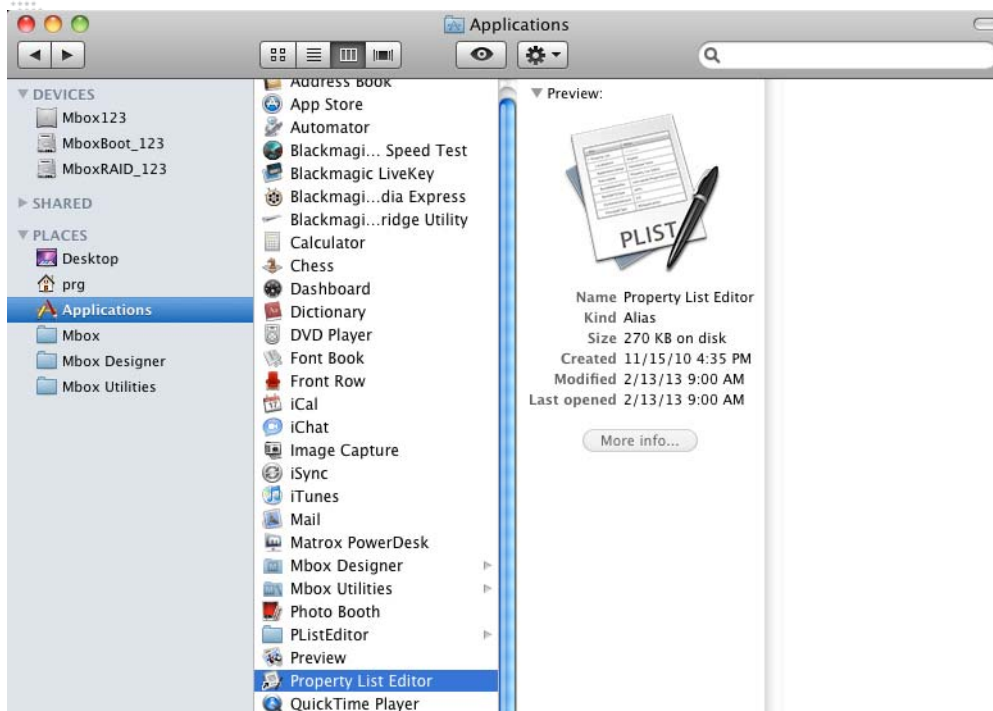 Applications
DEVICES
Mbox123
MboxBoot_123
MboxRAID_123
SHARED
PLACES
Desktop
prg
Applications
Mbox
Mbox Designer
Mbox Utilities
Address Book
App Store
Automator
Blackmagi... Speed Test
Blackmagic LiveKey
Blackmagi...dia Express
Blackmagi...ridge Utility
Calculator
Chess
Dashboard
Dictionary
DVD Player
Font Book
Front Row
iCal
iChat
Image Capture
iSync
iTunes
Mail
Matrox PowerDesk
Mbox Designer
Mbox Utilities
Photo Booth
PListEditor
Preview
Property List Editor
QuickTime Player
Preview:
PLIST
Name Property List Editor
Kind Alias
Size 270 KB on disk
Created 11/15/10 4:35 PM
Modified 2/13/13 9:00 AM
Last opened 2/13/13 9:00 AM
More info...